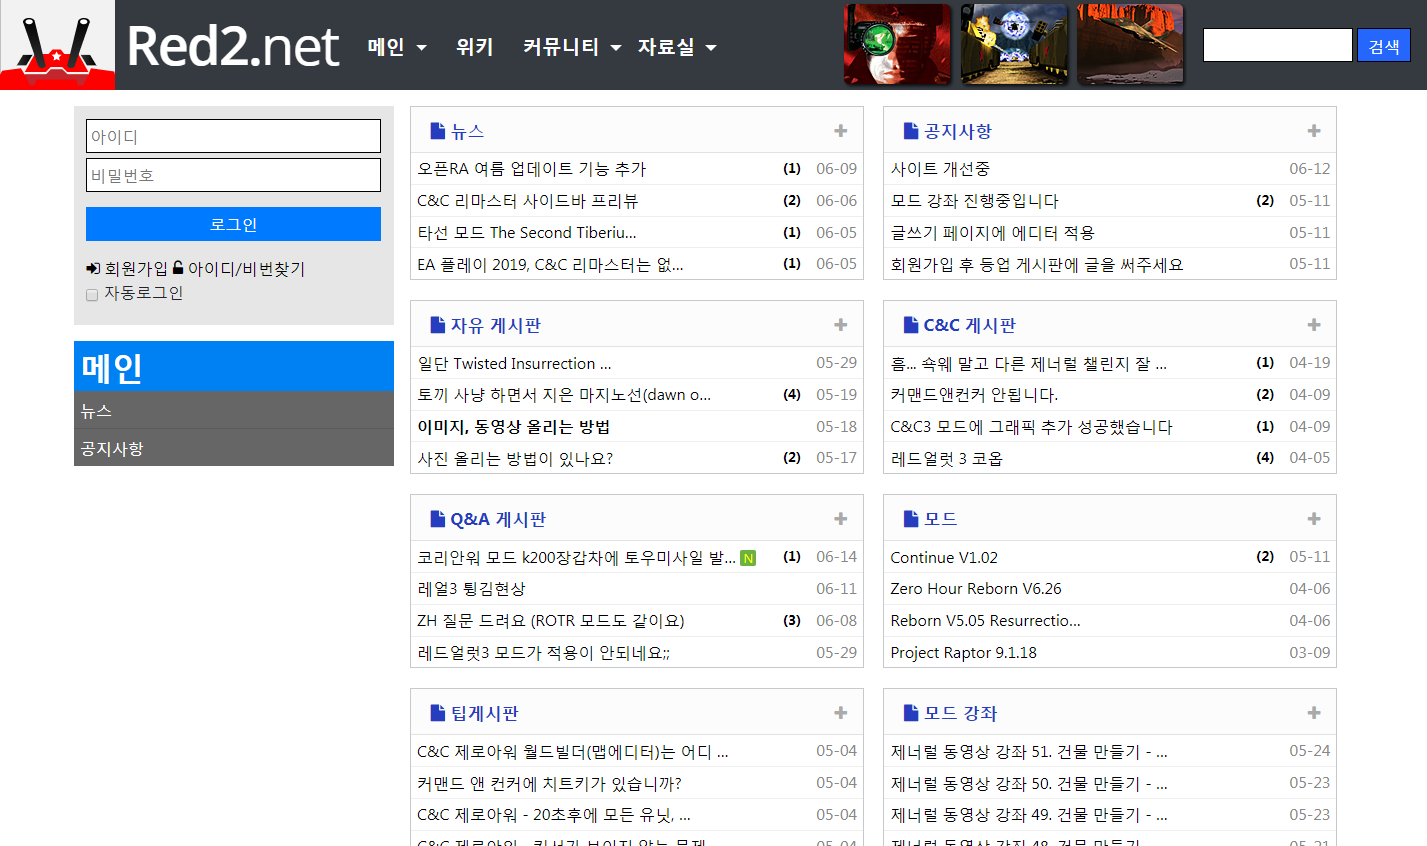 Red2.net
메인
위키
커뮤니티
자료실
검색
아이디
비밀번호
로그인
회원가입 아이디/비번찾기
자동로그인
메인
뉴스
공지사항
뉴스
오픈RA 여름 업데이트 기능 추가 (1) 06-09
C&C 리마스터 사이드바 프리뷰 (2) 06-06
타선 모드 The Second Tiberiu... (1) 06-05
EA 플레이 2019, C&C 리마스터는 없... (1) 06-05
공지사항
사이트 개선중 06-12
모드 강좌 진행중입니다 (2) 05-11
글쓰기 페이지에 에디터 적용 05-11
회원가입 후 등업 게시판에 글을 써주세요 05-11
자유 게시판
일단 Twisted Insurrection ... 05-29
토끼 사냥 하면서 지은 마지노선(dawn o... (4) 05-19
이미지, 동영상 올리는 방법 05-18
사진 올리는 방법이 있나요? (2) 05-17
C&C 게시판
흠... 쇽웨 말고 다른 제너럴 챌린지 잘 ... (1) 04-19
커맨드앤컨커 안됩니다. (2) 04-09
C&C3 모드에 그래픽 추가 성공했습니다 (1) 04-09
레드얼럿 3 코옵 (4) 04-05
Q&A 게시판
코리안워 모드 k200장갑차에 토우미사일 발... N (1) 06-14
레얼3 튕김현상 06-11
ZH 질문 드려요 (ROTR 모드도 같이요) (3) 06-08
레드얼럿3 모드가 적용이 안되네요;; 05-29
모드
Continue V1.02 (2) 05-11
Zero Hour Reborn V6.26 04-06
Reborn V5.05 Resurrectio... 04-06
Project Raptor 9.1.18 03-09
팁게시판
C&C 제로아워 월드빌더(맵에디터)는 어디 ... 05-04
커맨드 앤 컨커에 치트키가 있습니까? 05-04
C&C 제로아워 - 20초후에 모든 유닛, ... 05-04
모드 강좌
제너럴 동영상 강좌 51. 건물 만들기 - ... 05-24
제너럴 동영상 강좌 50. 건물 만들기 - ... 05-23
제너럴 동영상 강좌 49. 건물 만들기 - ... 05-23